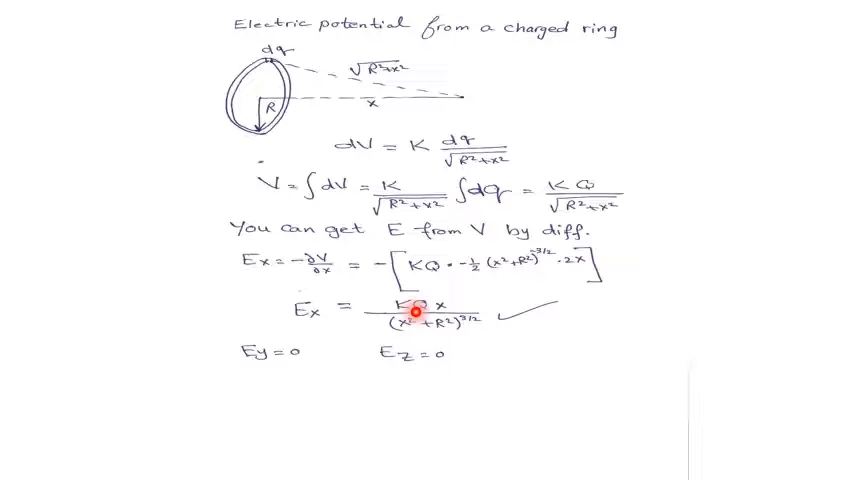 Electric potential from a charged ring
dq
√R²+x²
R
x
dV = K dq / √R²+x²
V = ∫dV = K / √R²+x² ∫dq = KQ / √R²+x²
You can get E from V by diff.
Ex = -∂V/∂x = -[KQ · -1/2 (x²+R²)^-3/2 · 2x]
Ex = KQx / (x²+R²)^3/2 ✓
Ey = 0 Ez = 0